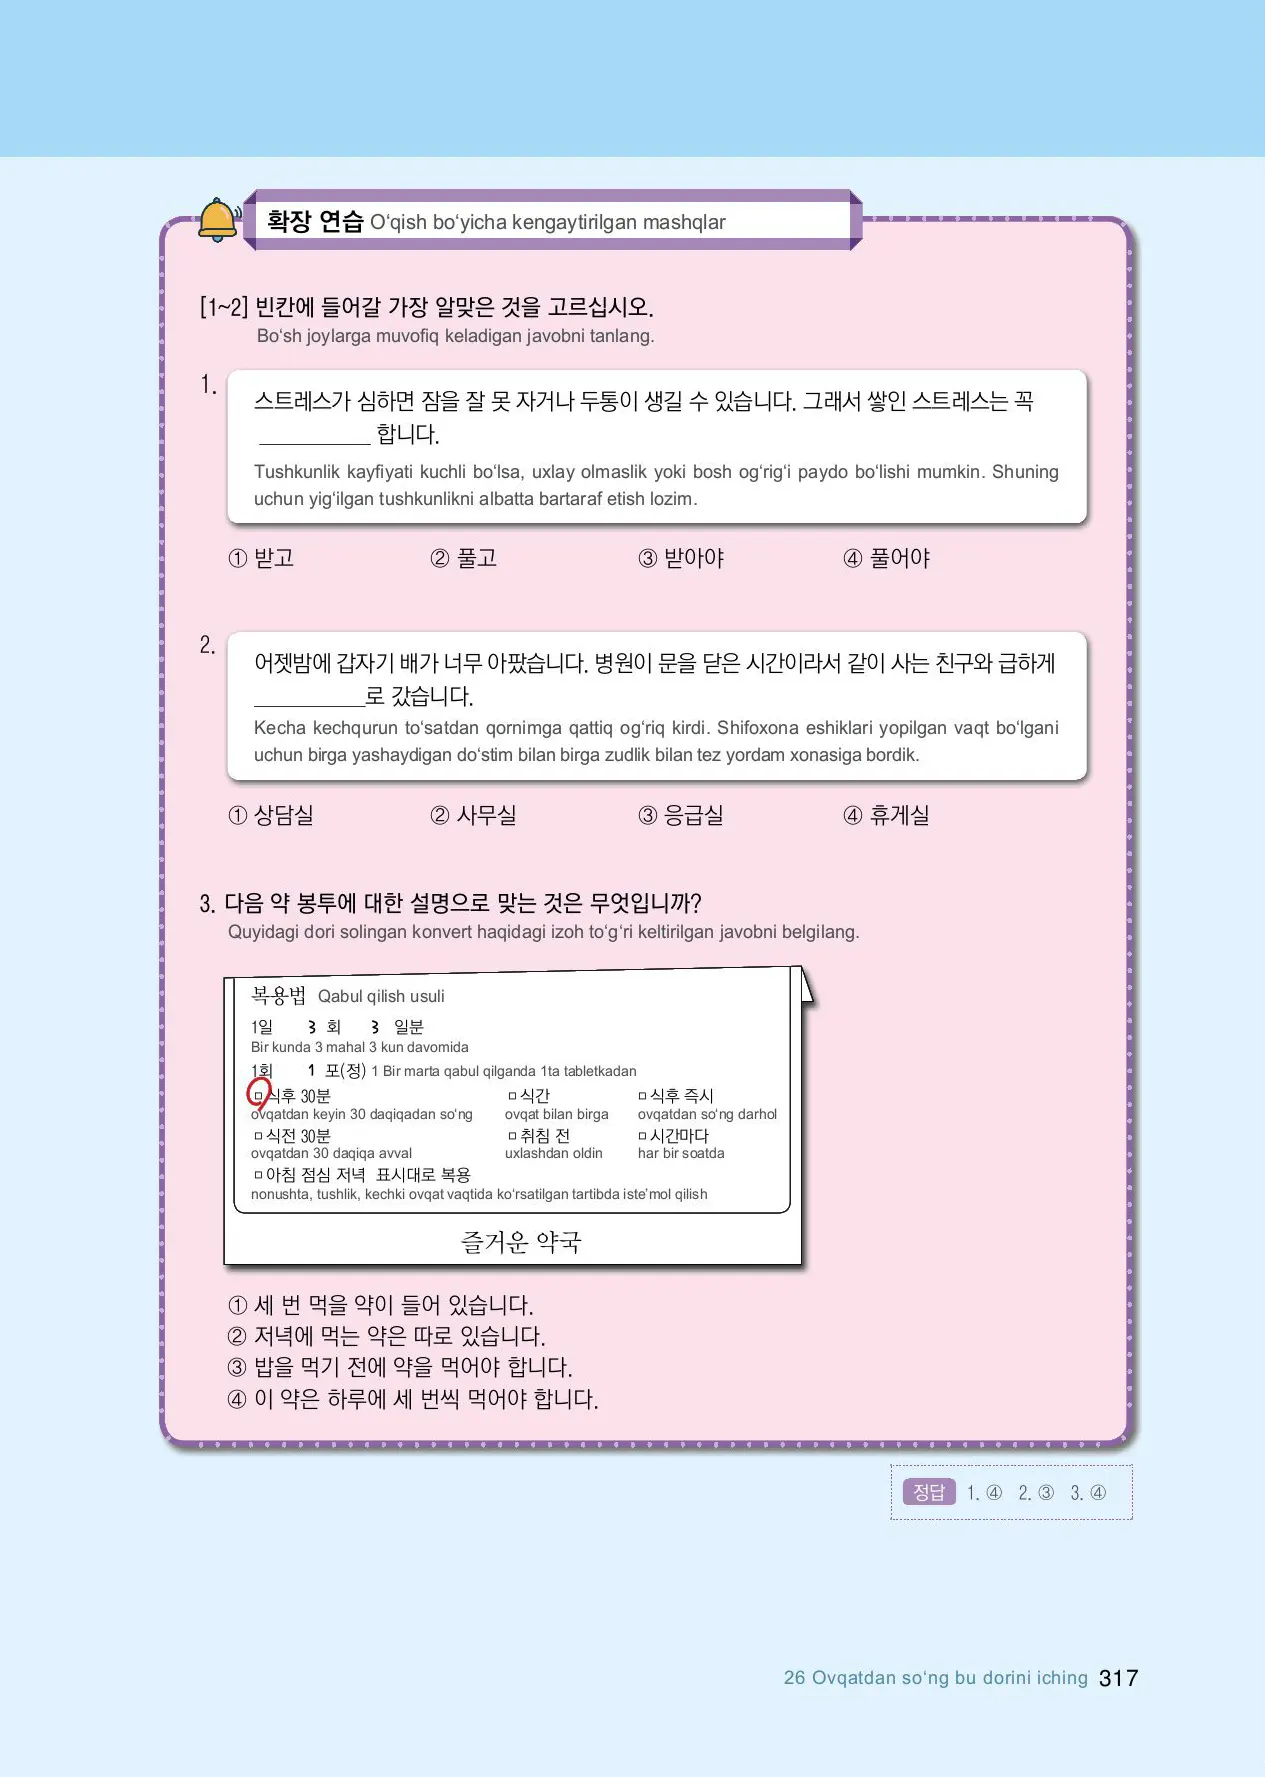 확장 연습 O‘qish bo‘yicha kengaytirilgan mashqlar
[1~2] 빈칸에 들어갈 가장 알맞은 것을 고르십시오.
Bo‘sh joylarga muvofiq keladigan javobni tanlang.
1.
스트레스가 심하면 잠을 잘 못 자거나 두통이 생길 수 있습니다. 그래서 쌓인 스트레스는 꼭
__________ 합니다.
Tushkunlik kayfiyati kuchli bo‘lsa, uxlay olmaslik yoki bosh og‘rig‘i paydo bo‘lishi mumkin. Shuning
uchun yig‘ilgan tushkunlikni albatta bartaraf etish lozim.
① 받고 ② 풀고 ③ 받아야 ④ 풀어야
2.
어젯밤에 갑자기 배가 너무 아팠습니다. 병원이 문을 닫은 시간이라서 같이 사는 친구와 급하게
__________로 갔습니다.
Kecha kechqurun to‘satdan qornimga qattiq og‘riq kirdi. Shifoxona eshiklari yopilgan vaqt bo‘lgani
uchun birga yashaydigan do‘stim bilan birga zudlik bilan tez yordam xonasiga bordik.
① 상담실 ② 사무실 ③ 응급실 ④ 휴게실
3. 다음 약 봉투에 대한 설명으로 맞는 것은 무엇입니까?
Quyidagi dori solingan konvert haqidagi izoh to‘g‘ri keltirilgan javobni belgilang.
복용법 Qabul qilish usuli
1일 3 회 3 일분
Bir kunda 3 mahal 3 kun davomida
1회 1 포(정) 1 Bir marta qabul qilganda 1ta tabletkadan
□ 식후 30분 □ 식간 □ 식후 즉시
ovqatdan keyin 30 daqiqadan so‘ng ovqat bilan birga ovqatdan so‘ng darhol
□ 식전 30분 □ 취침 전 □ 시간마다
ovqatdan 30 daqiqa avval uxlashdan oldin har bir soatda
□ 아침 점심 저녁 표시대로 복용
nonushta, tushlik, kechki ovqat vaqtida ko‘rsatilgan tartibda iste’mol qilish
즐거운 약국
① 세 번 먹을 약이 들어 있습니다.
② 저녁에 먹는 약은 따로 있습니다.
③ 밥을 먹기 전에 약을 먹어야 합니다.
④ 이 약은 하루에 세 번씩 먹어야 합니다.
정답 1. ④ 2. ③ 3. ④
26 Ovqatdan so‘ng bu dorini iching 317